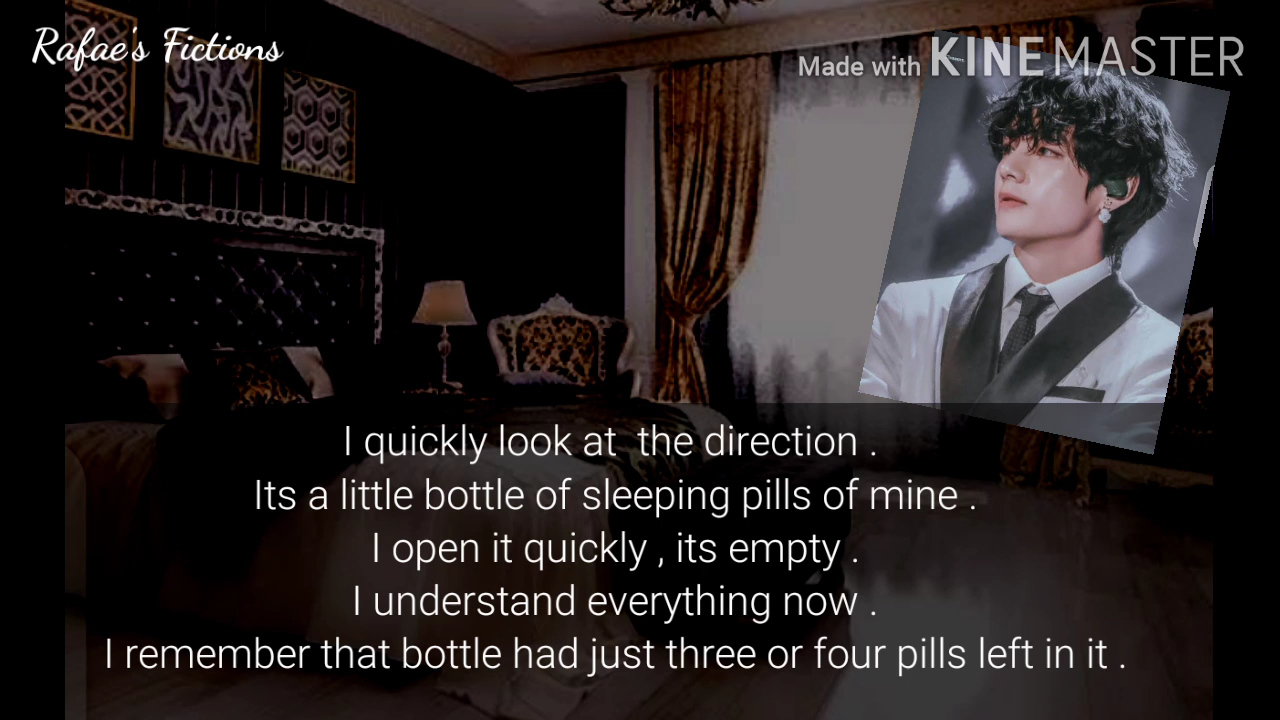 Rafae's Fictions
Made with KINEMASTER
I quickly look at  the direction .
Its a little bottle of sleeping pills of mine .
I open it quickly , its empty .
I understand everything now .
I remember that bottle had just three or four pills left in it .